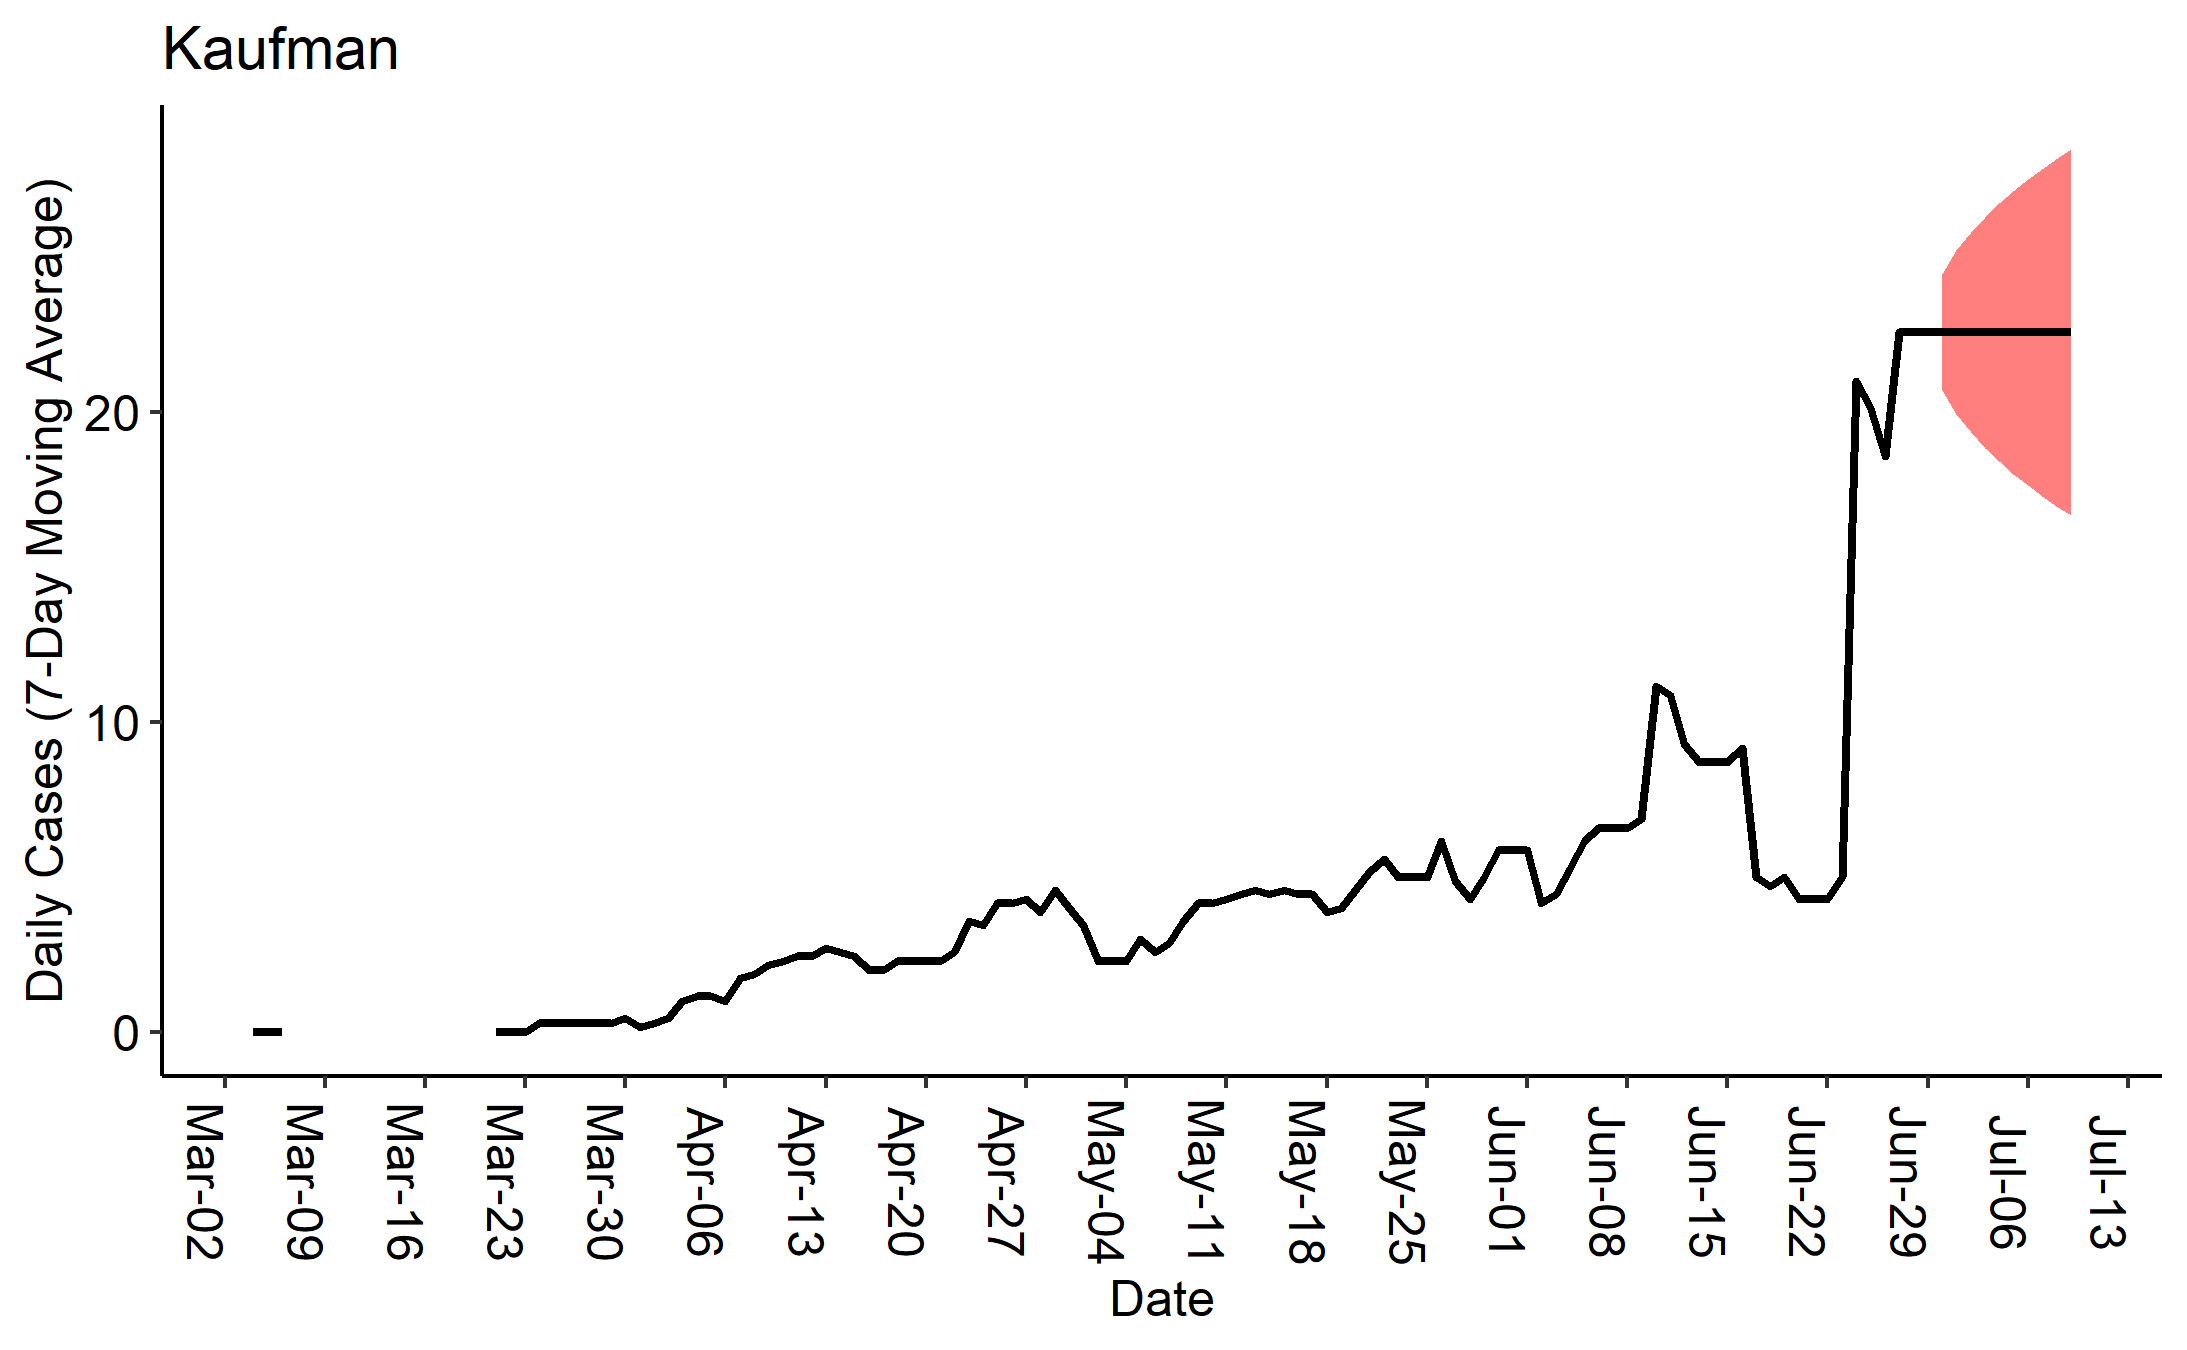 Kaufman
Daily Cases (7-Day Moving Average)
20
10
0
Mar-02
Mar-09
Mar-16
Mar-23
Mar-30
Apr-06
Apr-13
Apr-20
Apr-27
May-04
May-11
May-18
May-25
Jun-01
Jun-08
Jun-15
Jun-22
Jun-29
Jul-06
Jul-13
Date